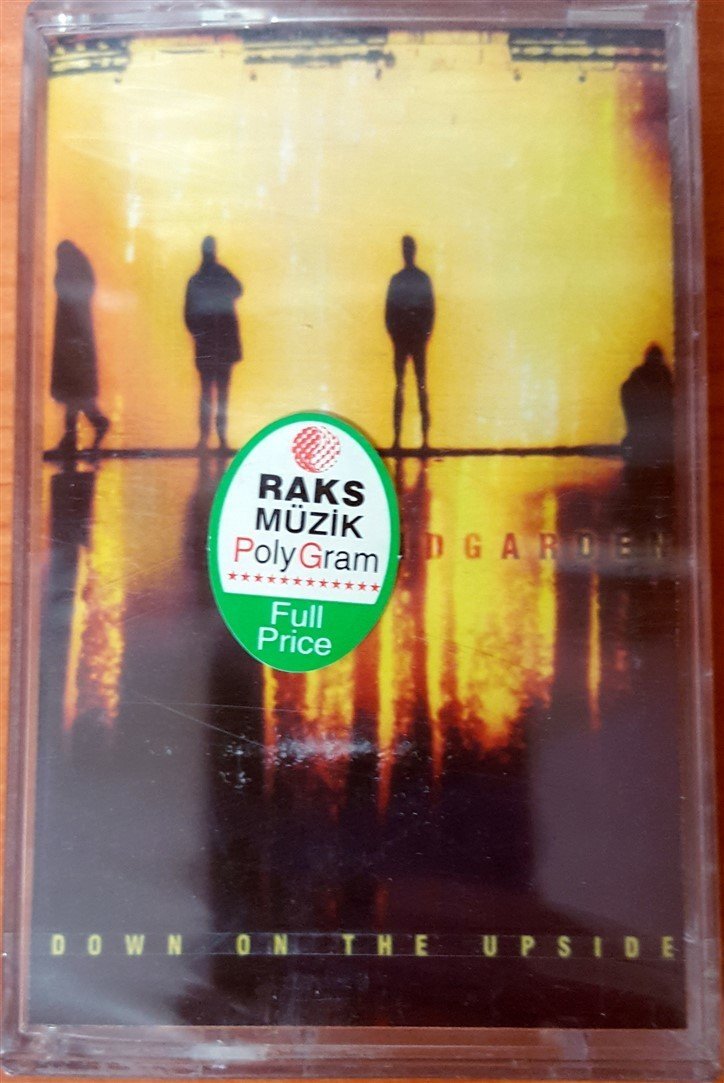 RAKS
MÜZİK
PolyGram
Full
Price
DGARDEN
DOWN ON THE UPSIDE